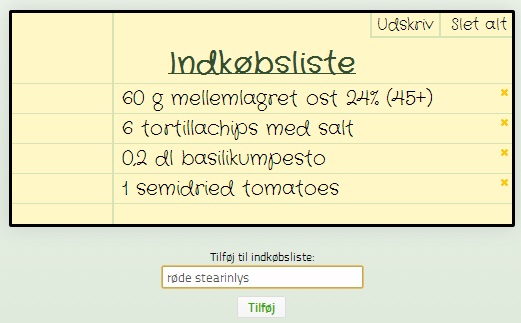 Udskriv Slet alt
Indkøbsliste
60 g mellemlagret ost 24% (45+)
6 tortillachips med salt
0,2 dl basilikumpesto
1 semidried tomatoes
Tilføj til indkøbsliste:
røde stearinlys
Tilføj